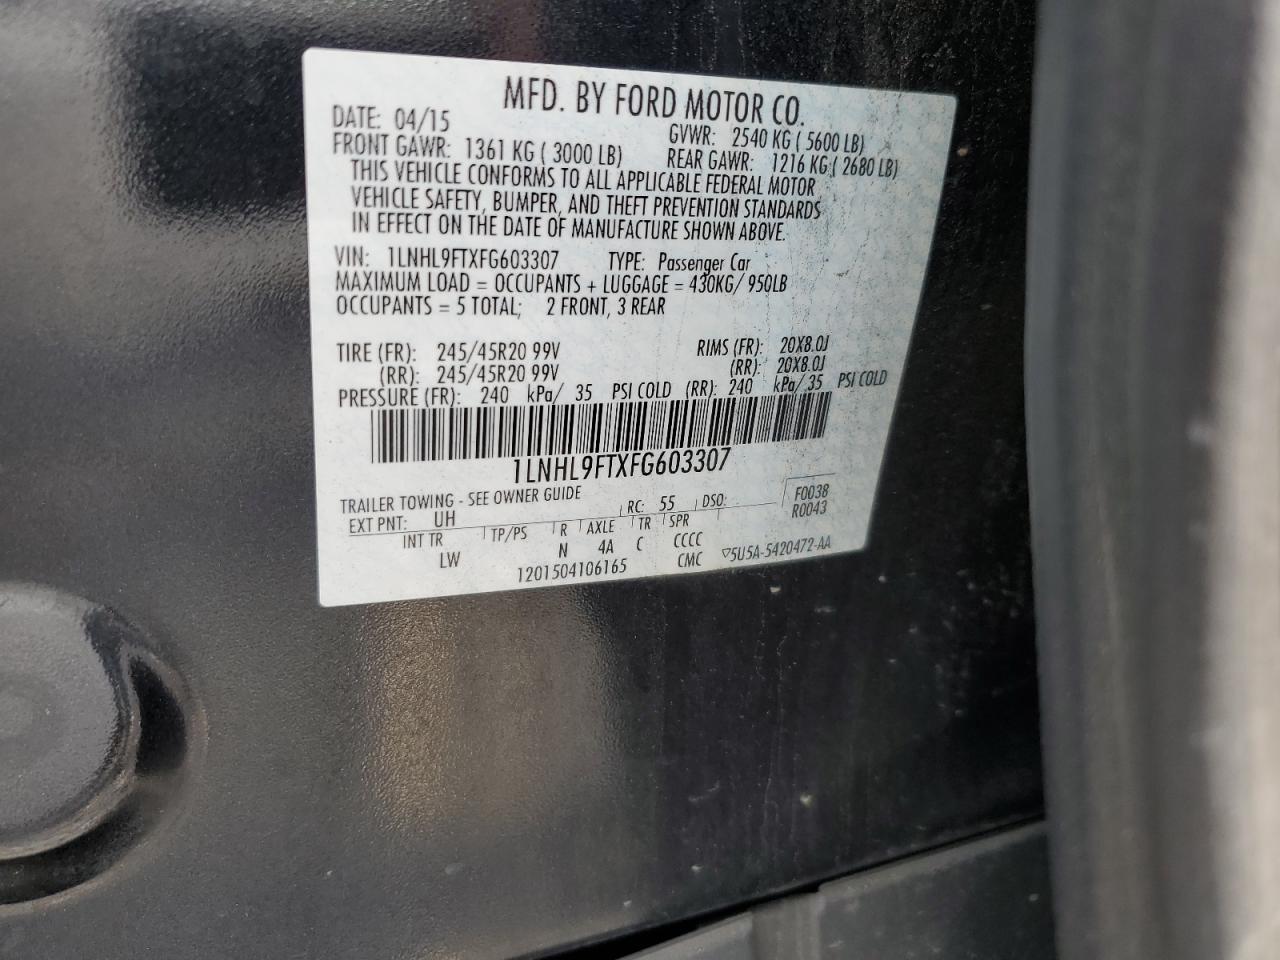 MFD. BY FORD MOTOR CO.
DATE: 04/15 GVWR: 2540 KG ( 5600 LB)
FRONT GAWR: 1361 KG ( 3000 LB) REAR GAWR: 1216 KG ( 2680 LB)
THIS VEHICLE CONFORMS TO ALL APPLICABLE FEDERAL MOTOR
VEHICLE SAFETY, BUMPER, AND THEFT PREVENTION STANDARDS
IN EFFECT ON THE DATE OF MANUFACTURE SHOWN ABOVE.
VIN: 1LNHL9FTXFG603307 TYPE: Passenger Car
MAXIMUM LOAD = OCCUPANTS + LUGGAGE = 430KG/ 950LB
OCCUPANTS = 5 TOTAL; 2 FRONT, 3 REAR
TIRE (FR): 245/45R20 99V RIMS (FR): 20X8.0J
(RR): 245/45R20 99V (RR): 20X8.0J
PRESSURE (FR): 240 kPa/ 35 PSI COLD (RR): 240 kPa/ 35 PSI COLD
1LNHL9FTXFG603307
TRAILER TOWING - SEE OWNER GUIDE
EXT PNT: UH RC: 55 DSO: F0038
R0043
INT TR TP/PS R AXLE TR SPR
LW N 4A C CCCC
1201504106165 CMC ▽5U5A-5420472-AA